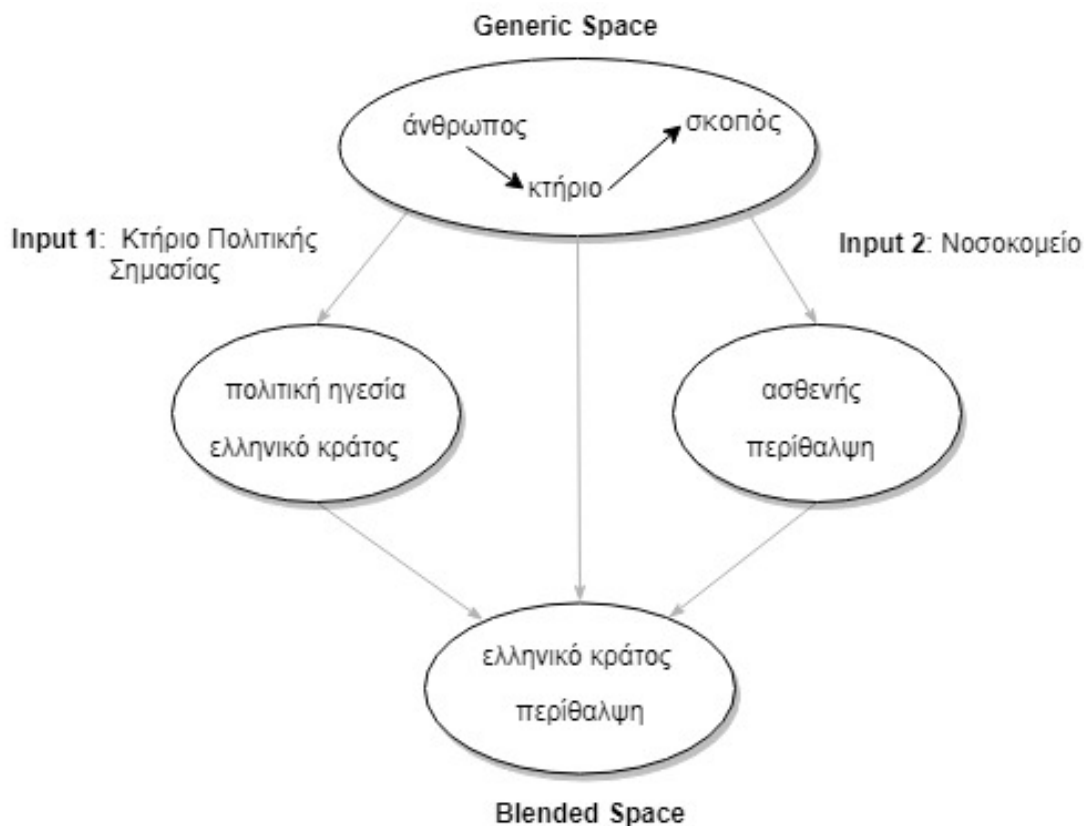 Generic Space
άνθρωπος
σκοπός
κτήριο
Input 1: Κτήριο Πολιτικής
Σημασίας
Input 2: Νοσοκομείο
πολιτική ηγεσία
ελληνικό κράτος
ασθενής
περίθαλψη
ελληνικό κράτος
περίθαλψη
Blended Space